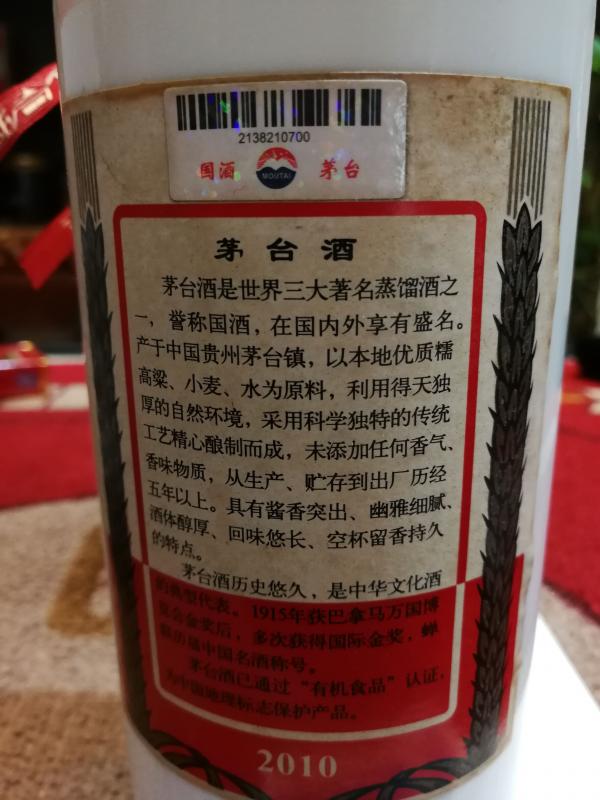 2138210700
国酒 MOUTAI 茅台
茅台酒
茅台酒是世界三大著名蒸馏酒之
一，誉称国酒，在国内外享有盛名。
产于中国贵州茅台镇，以本地优质糯
高粱、小麦、水为原料，利用得天独
厚的自然环境，采用科学独特的传统
工艺精心酿制而成，未添加任何香气、
香味物质，从生产、贮存到出厂历经
五年以上。具有酱香突出、幽雅细腻、
酒体醇厚、回味悠长、空杯留香持久
的特点。
茅台酒历史悠久，是中华文化酒
的典型代表。1915年获巴拿马万国博
览会金奖后，多次获得国际金奖，蝉
联历届中国名酒称号。
茅台酒已通过“有机食品”认证，
为中国地理标志保护产品。
2010